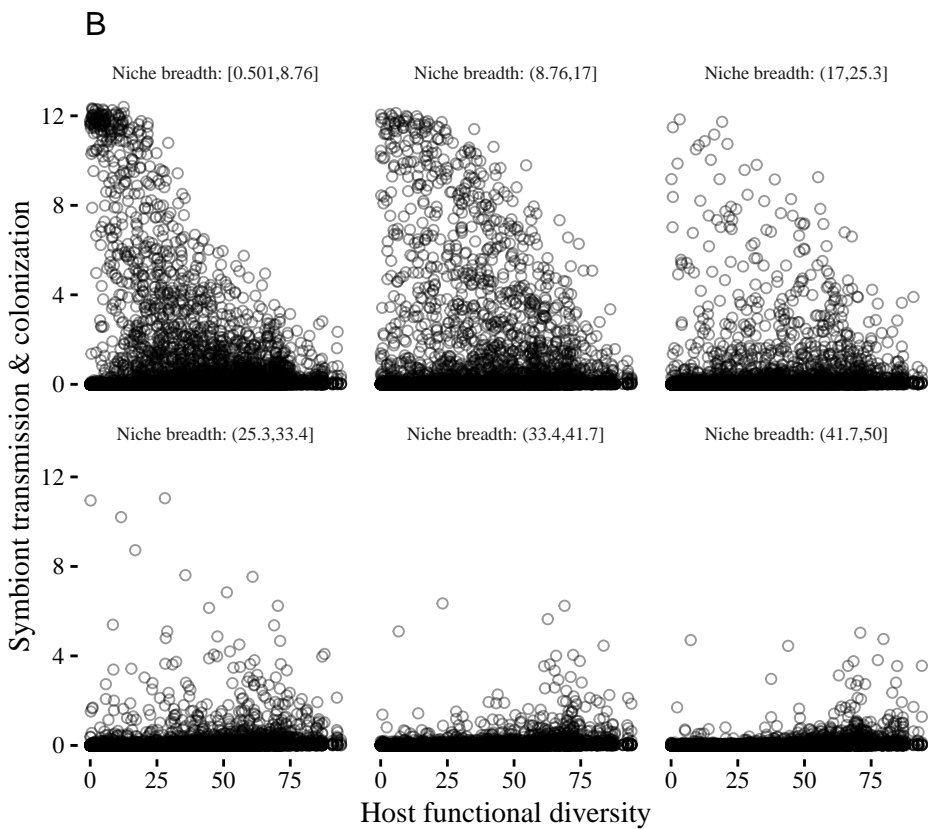 B
Niche breadth: [0.501,8.76]
Niche breadth: (8.76,17]
Niche breadth: (17,25.3]
12
8
4
0
Niche breadth: (25.3,33.4]
Niche breadth: (33.4,41.7]
Niche breadth: (41.7,50]
12
8
4
0
0 25 50 75
0 25 50 75
0 25 50 75
Symbiont transmission & colonization
Host functional diversity